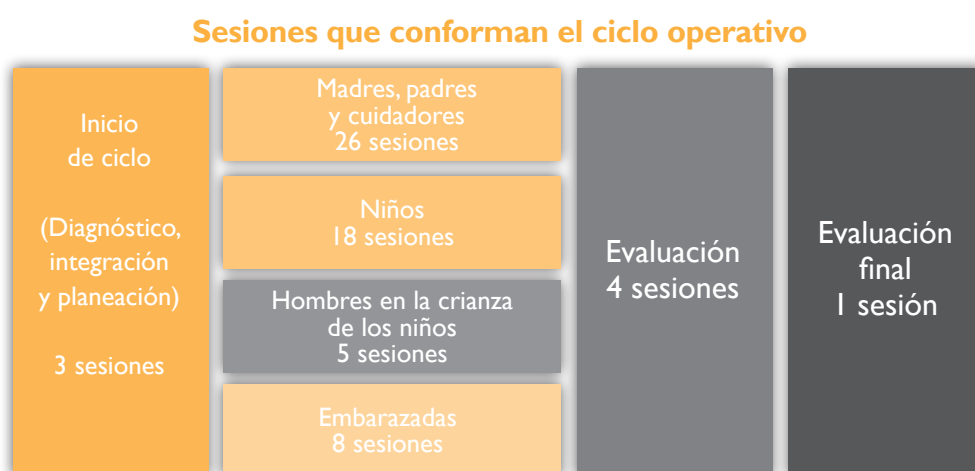 Sesiones que conforman el ciclo operativo
Inicio
de ciclo
(Diagnóstico,
integración
y planeación)
3 sesiones
Madres, padres
y cuidadores
26 sesiones
Niños
18 sesiones
Hombres en la crianza
de los niños
5 sesiones
Embarazadas
8 sesiones
Evaluación
4 sesiones
Evaluación
final
1 sesión